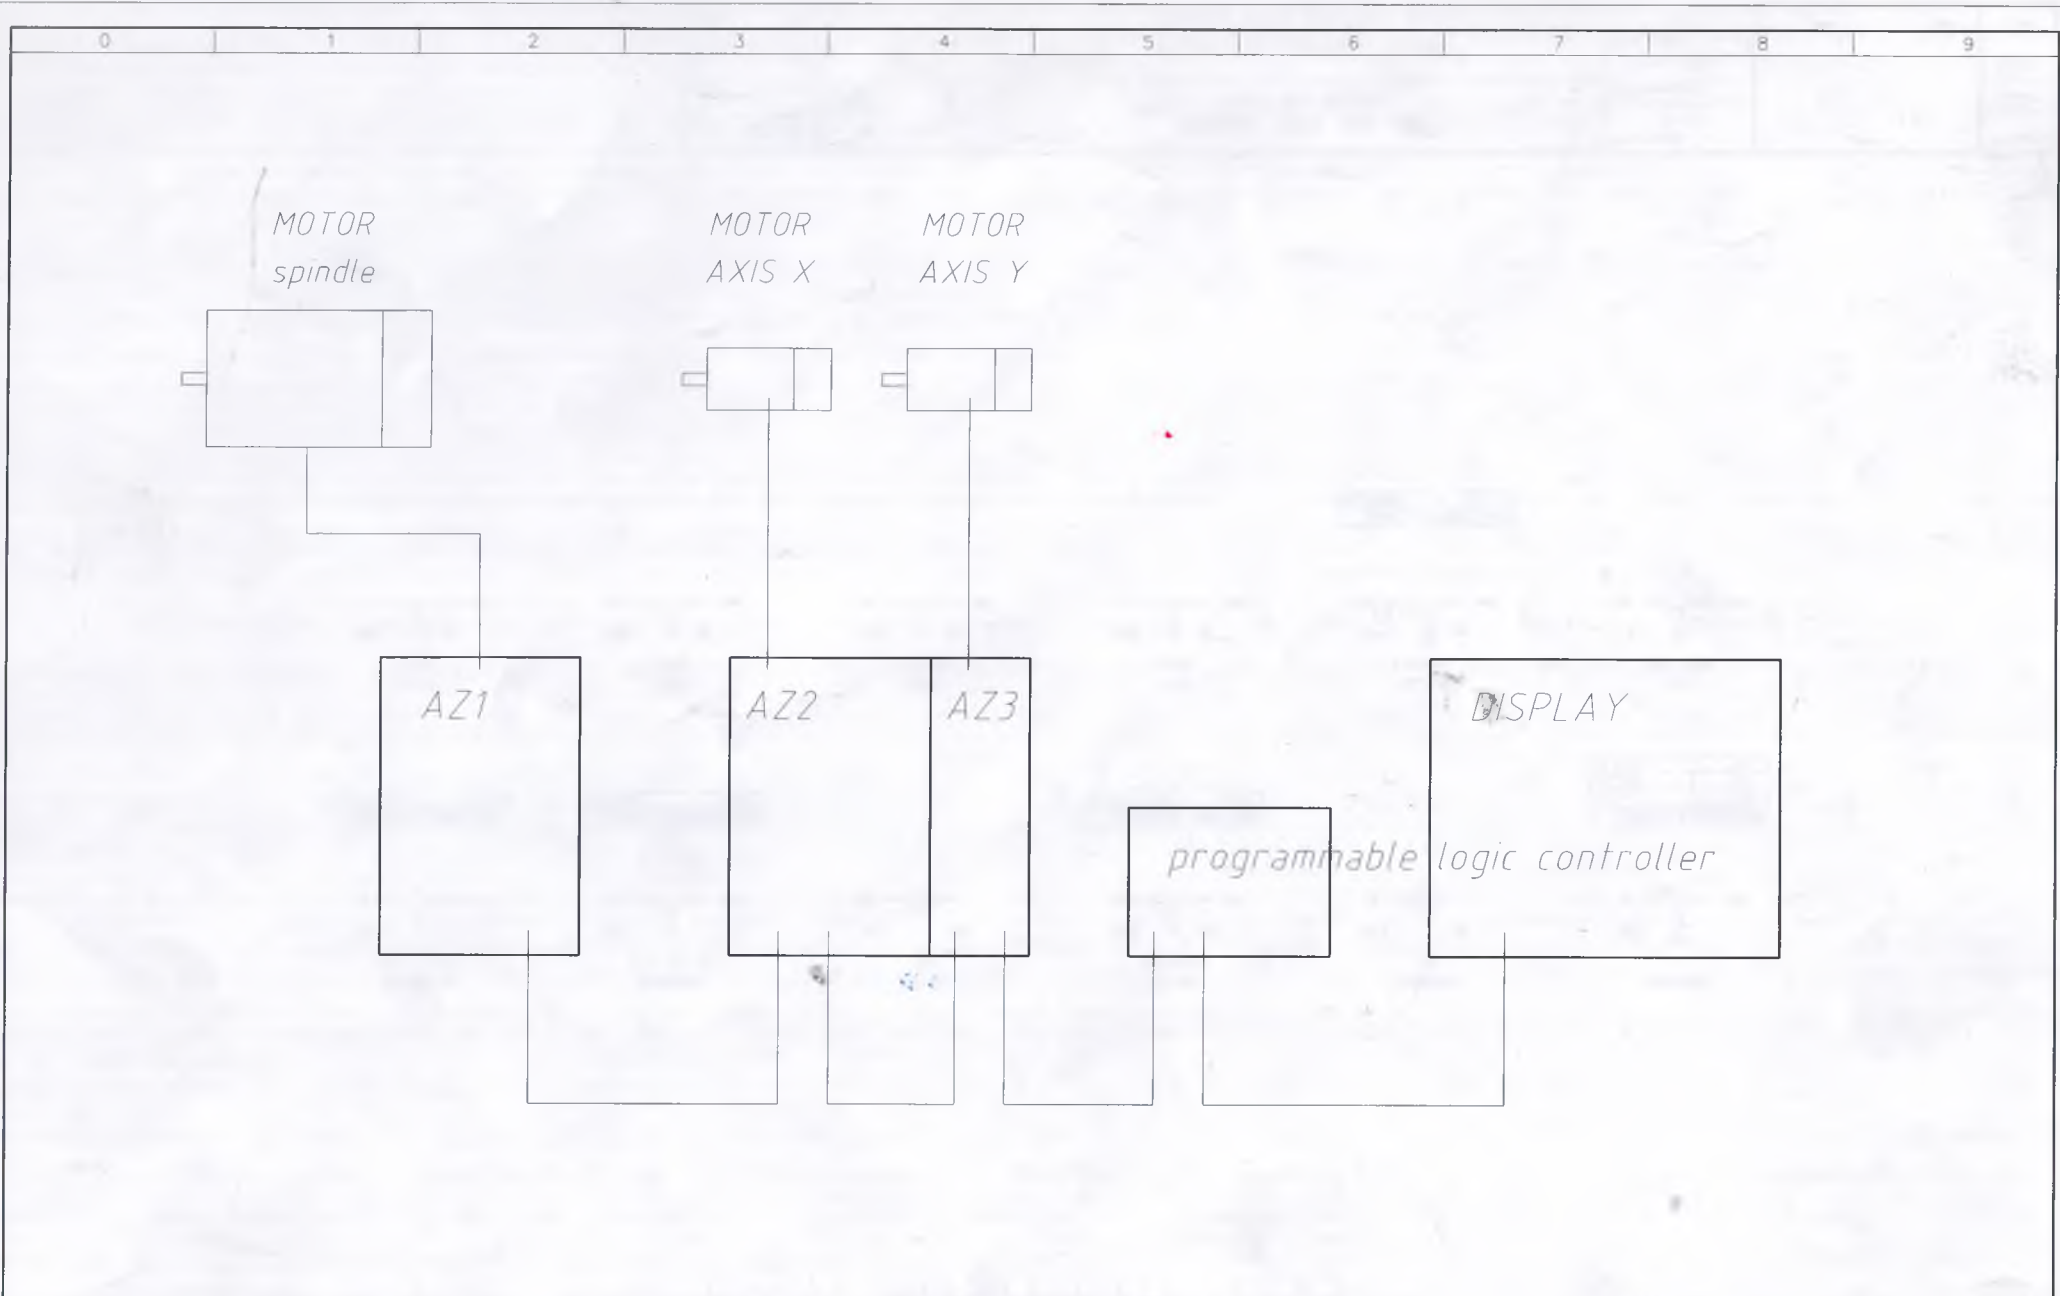 0 1 2 3 4 5 6 7 8 9
MOTOR
spindle
MOTOR
AXIS X
MOTOR
AXIS Y
AZ1
AZ2
AZ3
DISPLAY
programmable logic controller